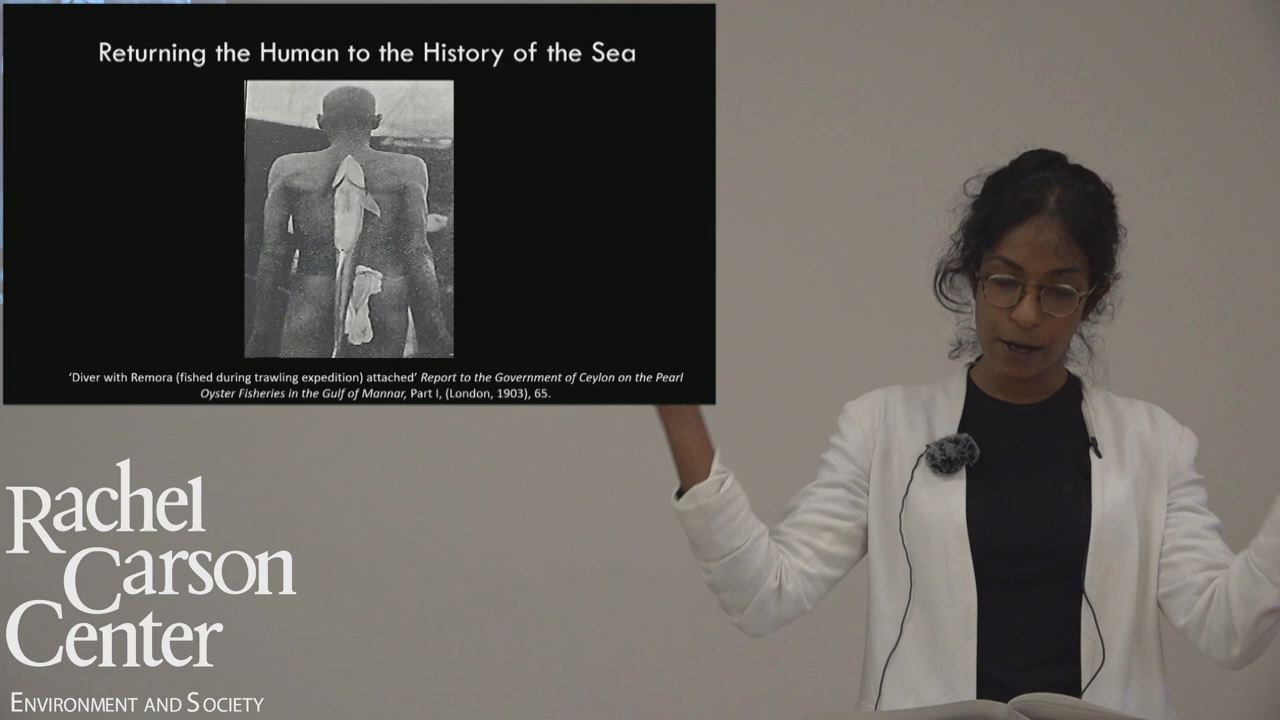 Returning the Human to the History of the Sea
‘Diver with Remora (fished during trawling expedition) attached’ Report to the Government of Ceylon on the Pearl
Oyster Fisheries in the Gulf of Mannar, Part I, (London, 1903), 65.
Rachel
Carson
Center
ENVIRONMENT AND SOCIETY